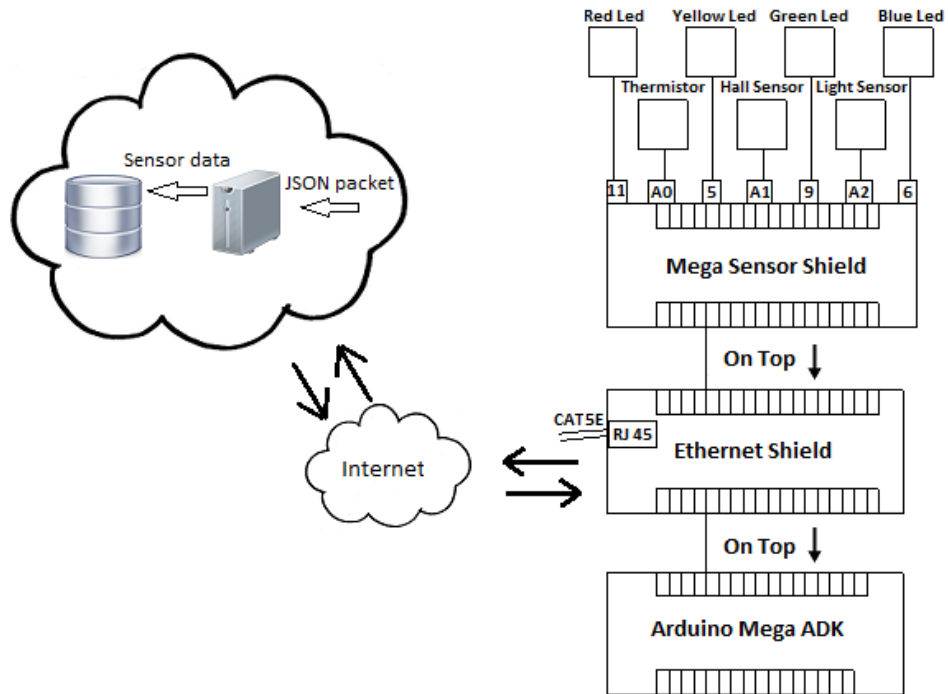 Red Led
Yellow Led
Green Led
Blue Led
Thermistor
Hall Sensor
Light Sensor
Sensor data
JSON packet
11
A0
5
A1
9
A2
6
Mega Sensor Shield
On Top
CAT5E
RJ 45
Ethernet Shield
Internet
On Top
Arduino Mega ADK